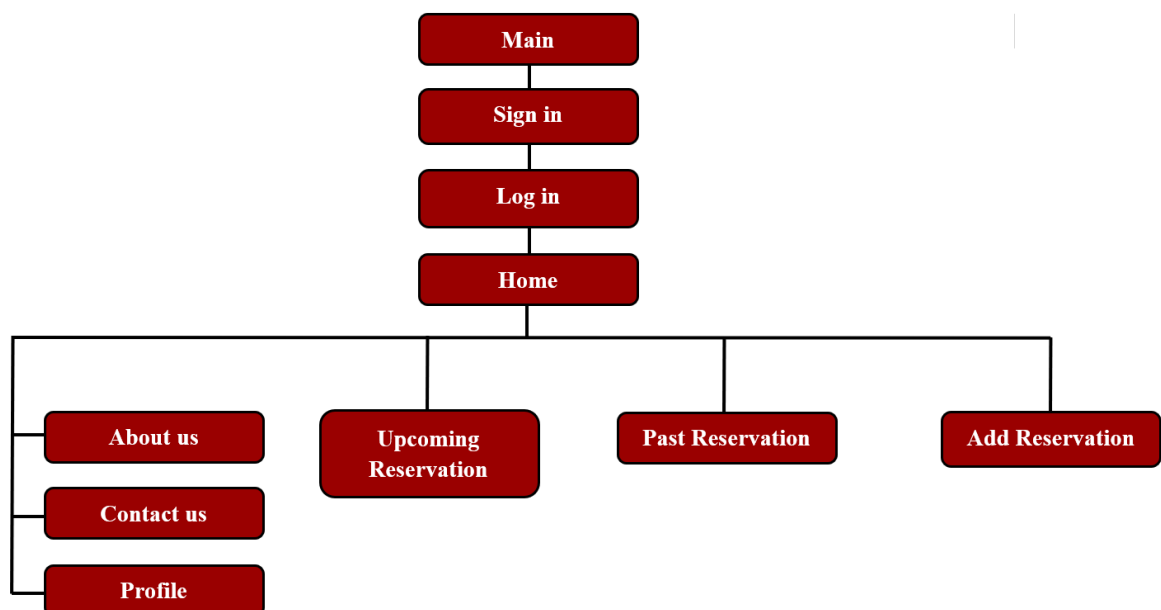 Main
Sign in
Log in
Home
About us
Upcoming
Reservation
Past Reservation
Add Reservation
Contact us
Profile